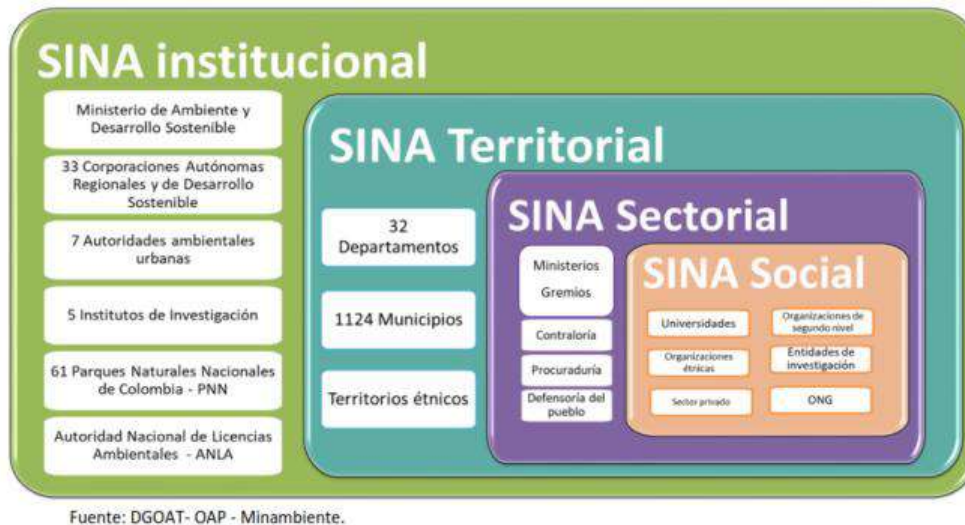 SINA institucional
Ministerio de Ambiente y
Desarrollo Sostenible
33 Corporaciones Autónomas
Regionales y de Desarrollo
Sostenible
7 Autoridades ambientales
urbanas
5 Institutos de Investigación
61 Parques Naturales Nacionales
de Colombia - PNN
Autoridad Nacional de Licencias
Ambientales - ANLA
SINA Territorial
32
Departamentos
1124 Municipios
Territorios étnicos
SINA Sectorial
Ministerios
Gremios
Contraloría
Procuraduría
Defensoría del
pueblo
SINA Social
Universidades
Organizaciones de
segundo nivel
Organizaciones
étnicas
Entidades de
investigación
Sector privado
ONG
Fuente: DGOAT- OAP - Minambiente.